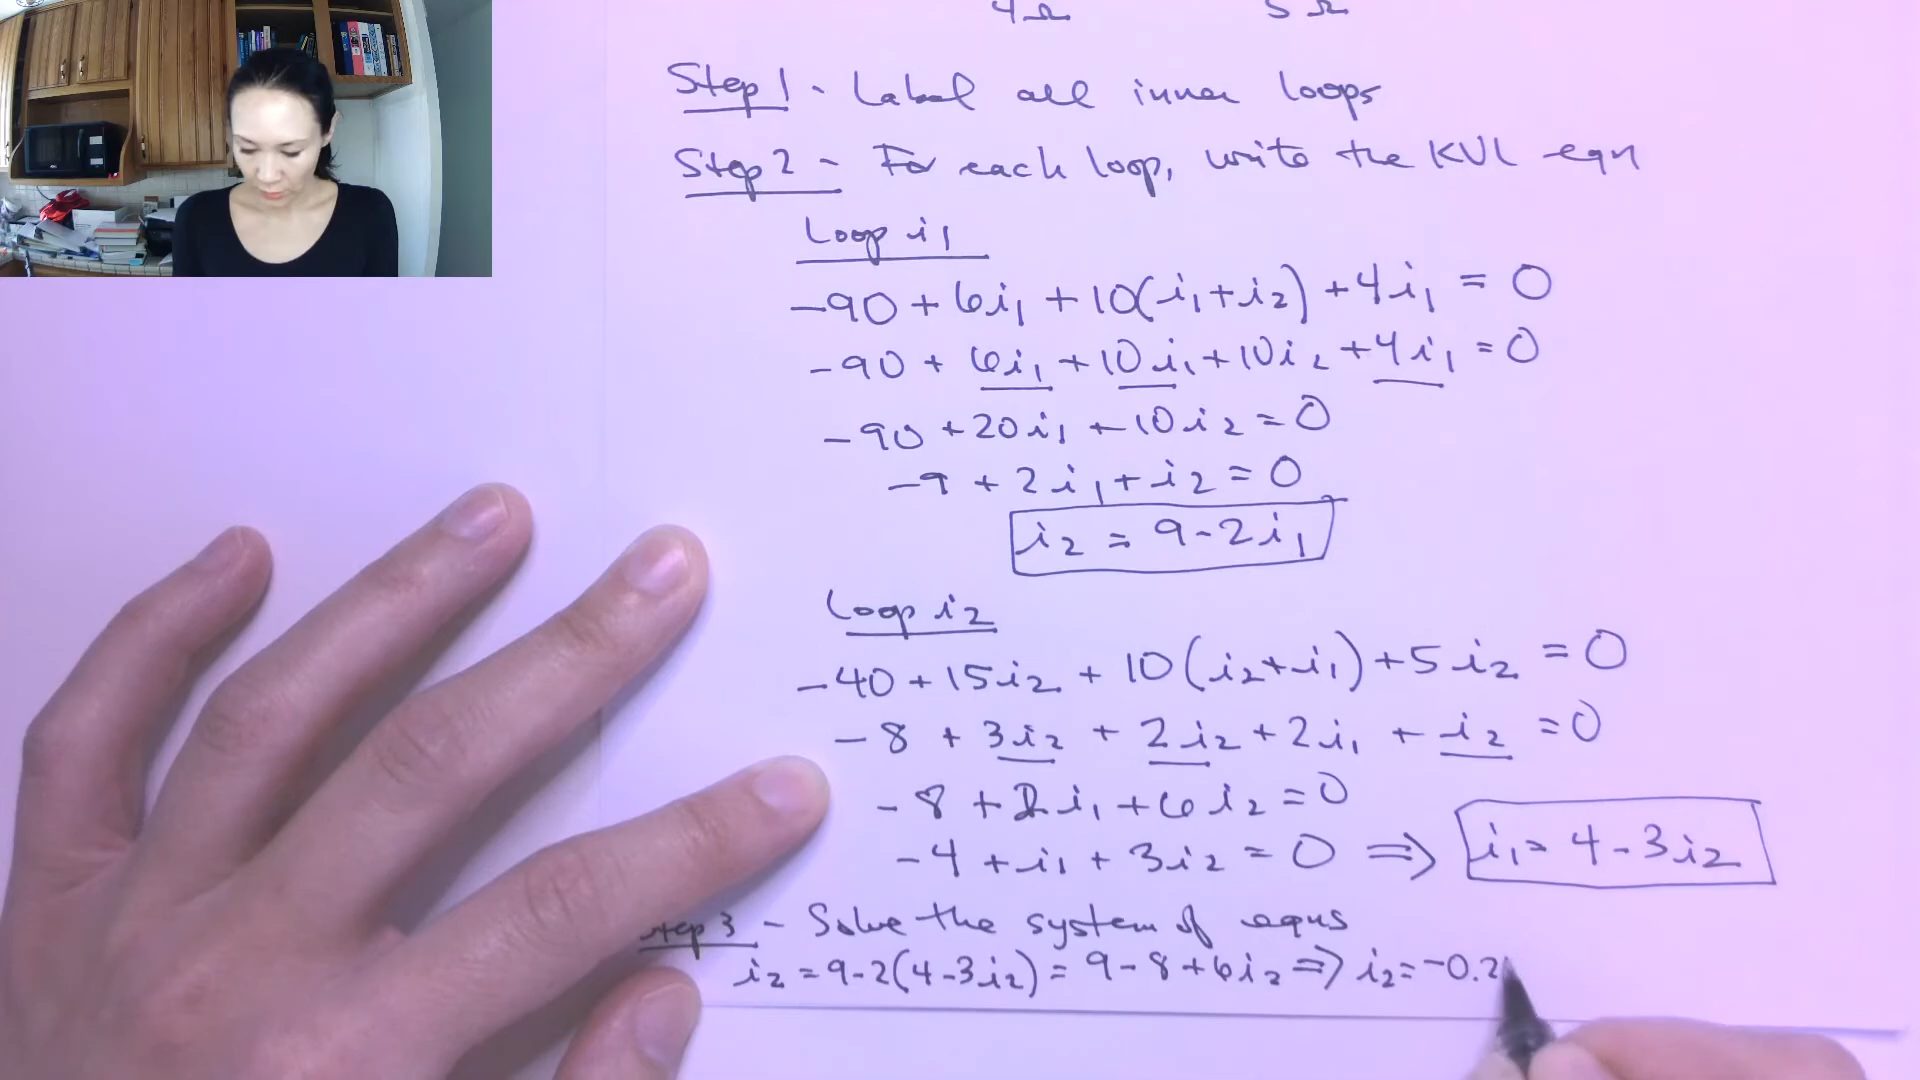 4Ω 5Ω
Step 1 - Label all inner loops
Step 2 - For each loop, write the KVL eqn
Loop i1
-90 + 6i1 + 10(i1+i2) + 4i1 = 0
-90 + 6i1 + 10i1 + 10i2 + 4i1 = 0
-90 + 20i1 + 10i2 = 0
-9 + 2i1 + i2 = 0
i2 = 9-2i1
Loop i2
-40 + 15i2 + 10(i2+i1) + 5i2 = 0
-8 + 3i2 + 2i2 + 2i1 + i2 = 0
-8 + 2i1 + 6i2 = 0
-4 + i1 + 3i2 = 0 ⇒ i1 = 4-3i2
Step 3 - Solve the system of eqns
i2 = 9-2(4-3i2) = 9-8+6i2 ⇒ i2 = -0.2